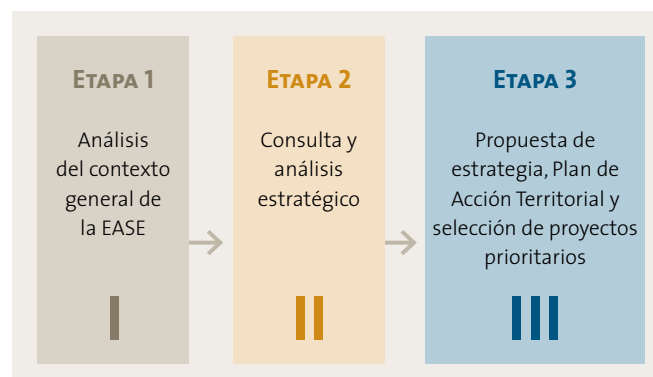 ETAPA 1
Análisis
del contexto
general de
la EASE
I
ETAPA 2
Consulta y
análisis
estratégico
II
ETAPA 3
Propuesta de
estrategia, Plan de
Acción Territorial y
selección de proyectos
prioritarios
III